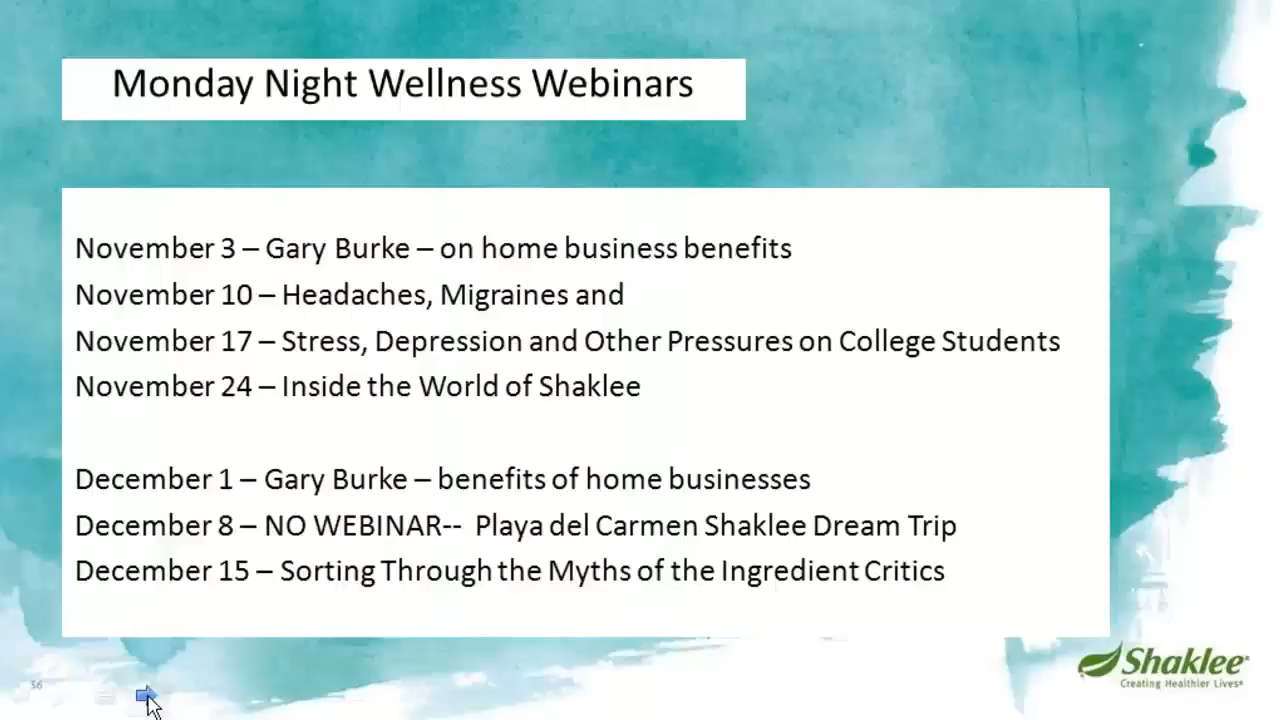 Monday Night Wellness Webinars
November 3 – Gary Burke – on home business benefits
November 10 – Headaches, Migraines and
November 17 – Stress, Depression and Other Pressures on College Students
November 24 – Inside the World of Shaklee
December 1 – Gary Burke – benefits of home businesses
December 8 – NO WEBINAR-- Playa del Carmen Shaklee Dream Trip
December 15 – Sorting Through the Myths of the Ingredient Critics
Shaklee®
Creating Healthier Lives®
36